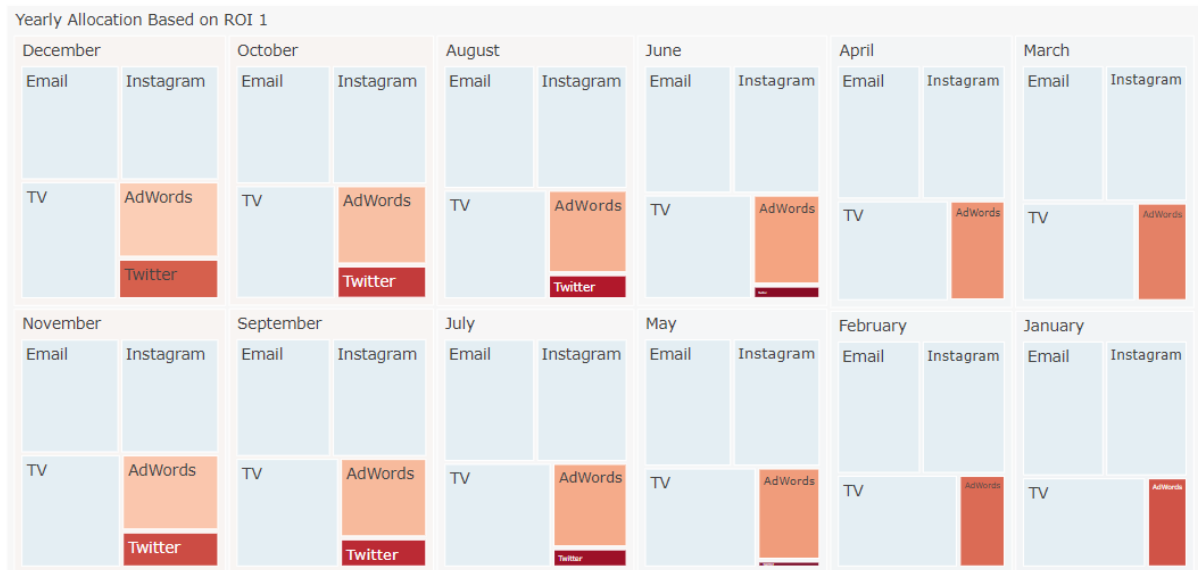 Yearly Allocation Based on ROI 1
December
October
August
June
April
March
Email
Instagram
Email
Instagram
Email
Instagram
Email
Instagram
Email
Instagram
Email
Instagram
TV
AdWords
TV
AdWords
TV
AdWords
TV
AdWords
TV
AdWords
TV
AdWords
Twitter
Twitter
Twitter
November
September
July
May
February
January
Email
Instagram
Email
Instagram
Email
Instagram
Email
Instagram
Email
Instagram
Email
Instagram
TV
AdWords
TV
AdWords
TV
AdWords
TV
AdWords
TV
AdWords
TV
AdWords
Twitter
Twitter
Twitter